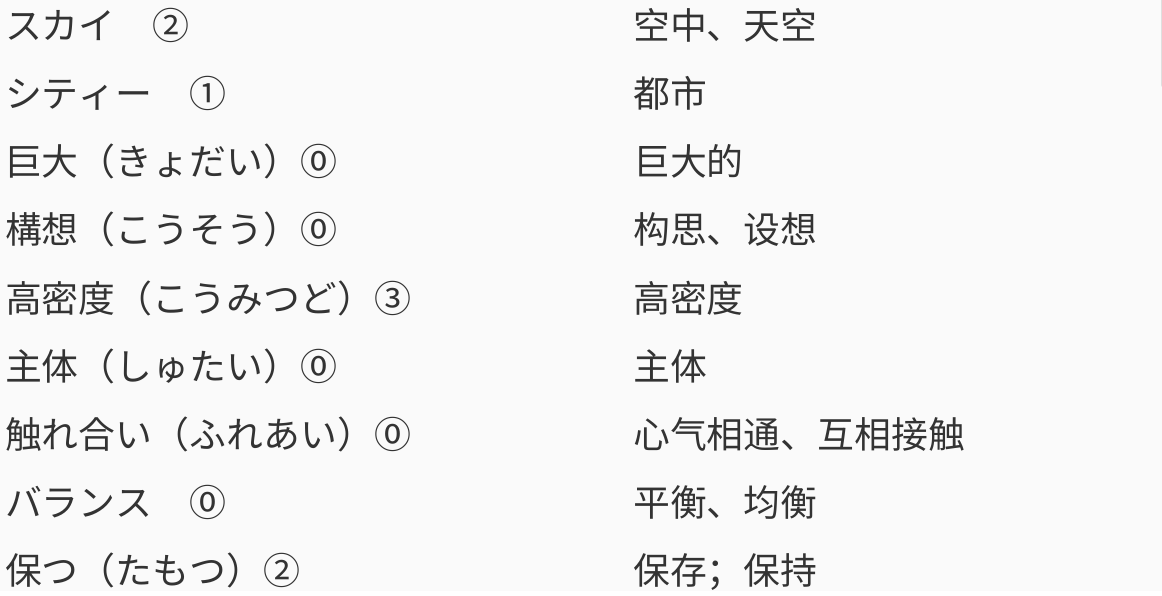 スカイ　② 空中、天空
シティー　① 都市
巨大（きょだい）⓪ 巨大的
構想（こうそう）⓪ 构思、设想
高密度（こうみつど）③ 高密度
主体（しゅたい）⓪ 主体
触れ合い（ふれあい）⓪ 心气相通、互相接触
バランス　⓪ 平衡、均衡
保つ（たもつ）② 保存；保持